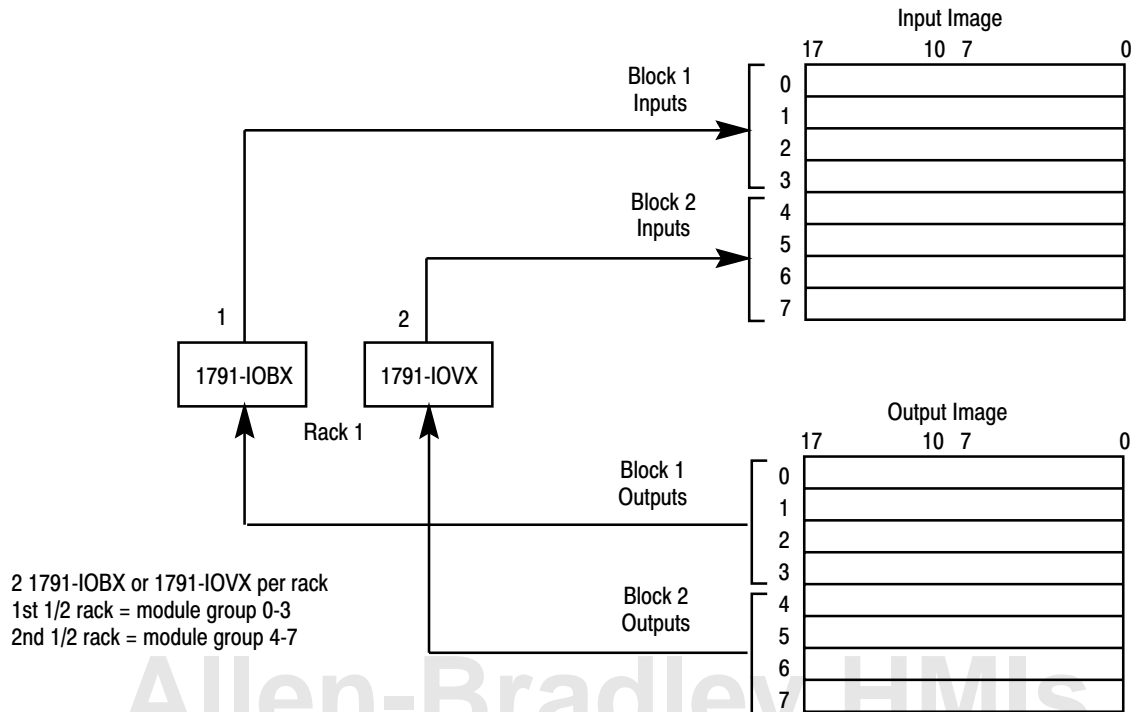 Input Image
17 10 7 0
Block 1
Inputs
0
1
2
3
Block 2
Inputs
4
5
6
7
1 2
1791-IOBX 1791-IOVX
Rack 1
Output Image
17 10 7 0
Block 1
Outputs
0
1
2
3
2 1791-IOBX or 1791-IOVX per rack
1st 1/2 rack = module group 0-3
2nd 1/2 rack = module group 4-7
Block 2
Outputs
4
5
6
7
Allen-Bradley HMIs